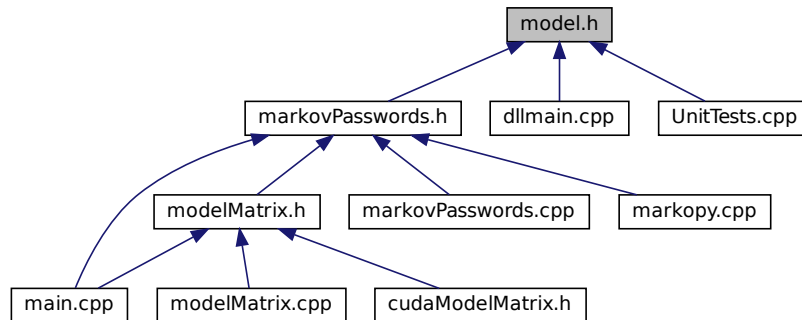 model.h
markovPasswords.h
dllmain.cpp
UnitTests.cpp
modelMatrix.h
markovPasswords.cpp
markopy.cpp
main.cpp
modelMatrix.cpp
cudaModelMatrix.h